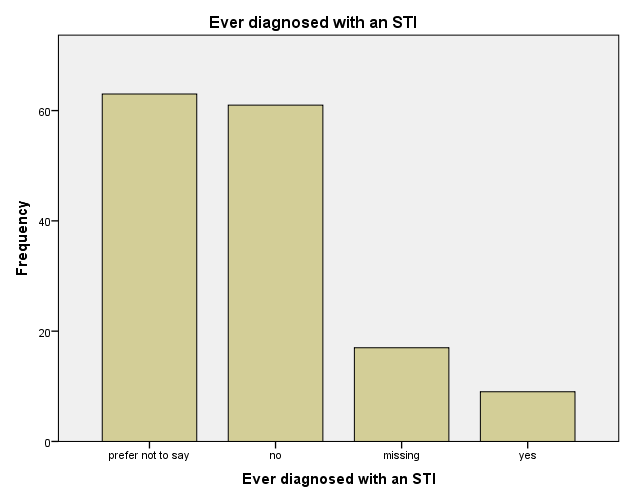 Ever diagnosed with an STI
60
40
20
0
Frequency
prefer not to say
no
missing
yes
Ever diagnosed with an STI